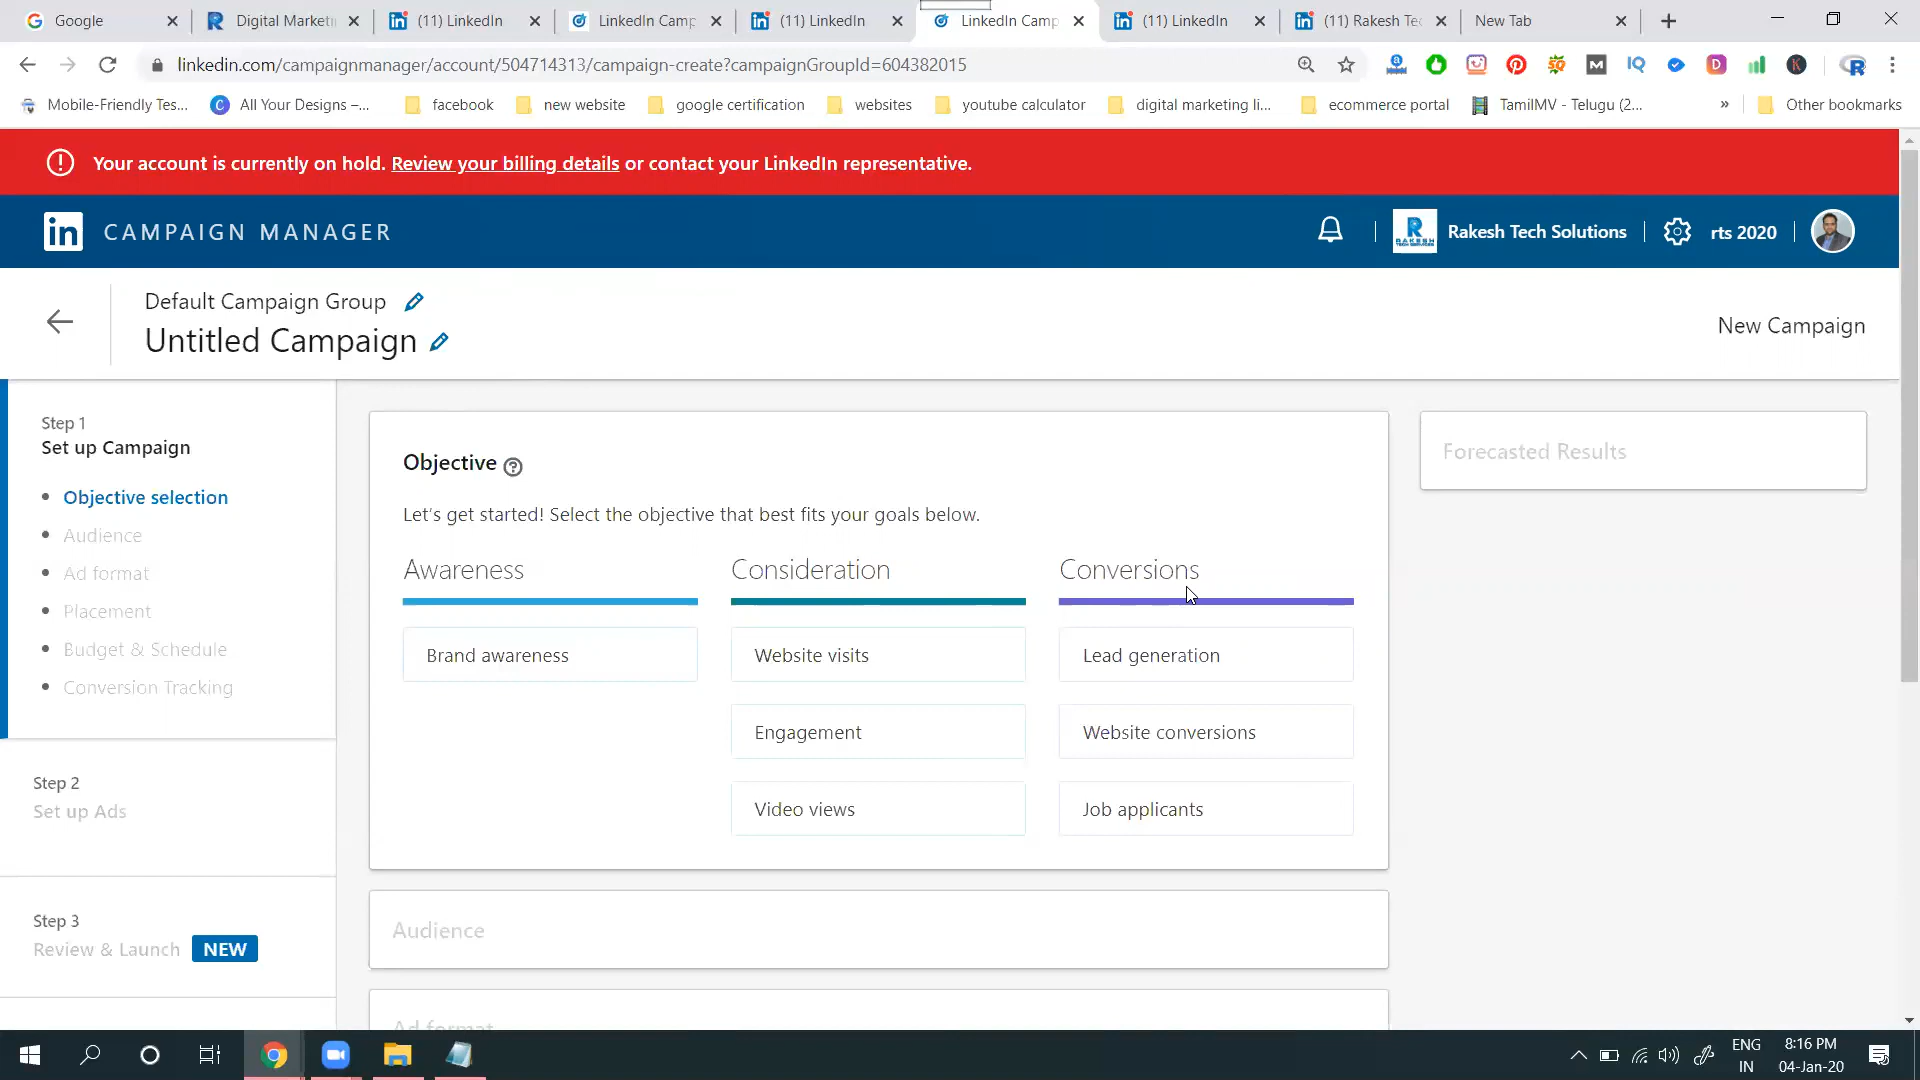 Google
Digital Marketi
(11) LinkedIn
LinkedIn Camp
(11) LinkedIn
LinkedIn Camp
(11) LinkedIn
(11) Rakesh Tec
New Tab
linkedin.com/campaignmanager/account/504714313/campaign-create?campaignGroupId=604382015
Mobile-Friendly Tes...
All Your Designs –...
facebook
new website
google certification
websites
youtube calculator
digital marketing li...
ecommerce portal
TamilMV - Telugu (2...
»
Other bookmarks
Your account is currently on hold. Review your billing details or contact your LinkedIn representative.
in CAMPAIGN MANAGER
Rakesh Tech Solutions
rts 2020
Default Campaign Group
Untitled Campaign
New Campaign
Step 1
Set up Campaign
Objective selection
Audience
Ad format
Placement
Budget & Schedule
Conversion Tracking
Step 2
Set up Ads
Step 3
Review & Launch NEW
Objective
Let's get started! Select the objective that best fits your goals below.
Awareness
Brand awareness
Consideration
Website visits
Engagement
Video views
Conversions
Lead generation
Website conversions
Job applicants
Audience
Ad format
Forecasted Results
ENG
IN
8:16 PM
04-Jan-20